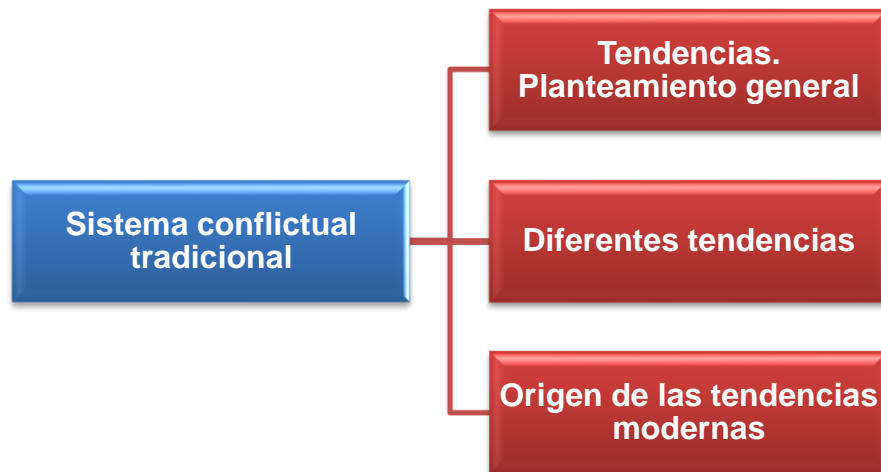 Tendencias.
Planteamiento general
Sistema conflictual
tradicional
Diferentes tendencias
Origen de las tendencias
modernas